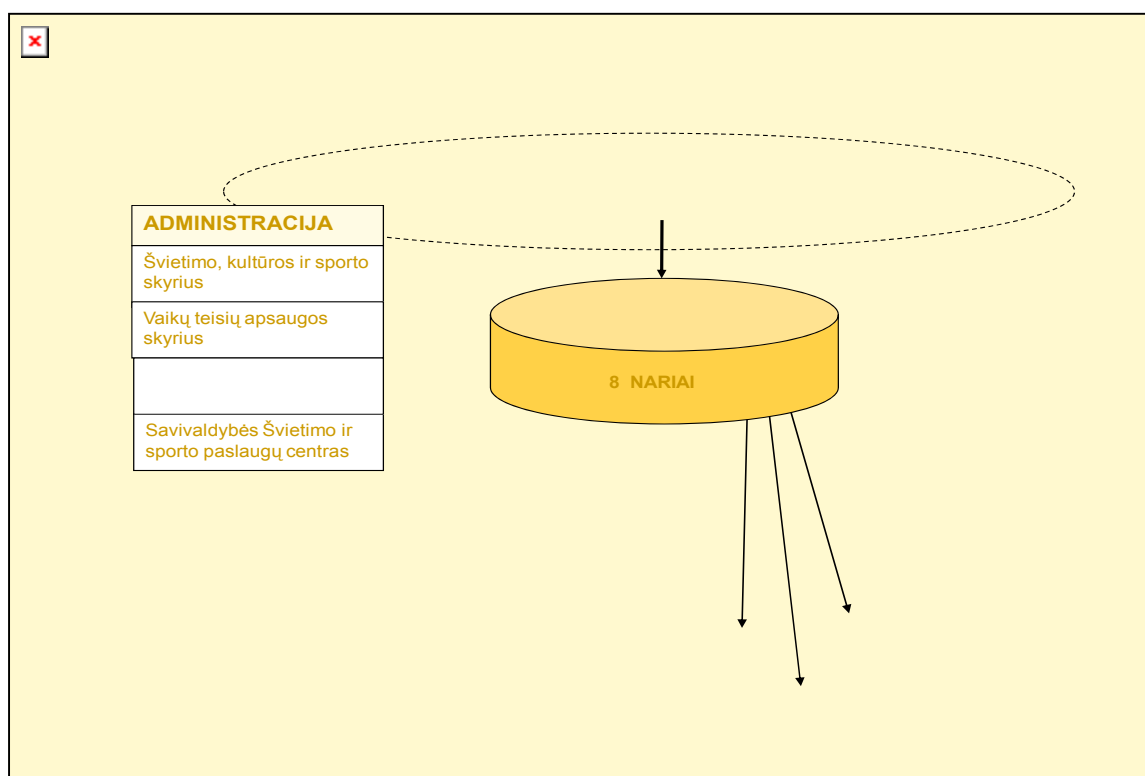 ADMINISTRACIJA
Švietimo, kultūros ir sporto
skyrius
Vaikų teisių apsaugos
skyrius
Savivaldybės Švietimo ir
sporto paslaugų centras
8 NARIAI